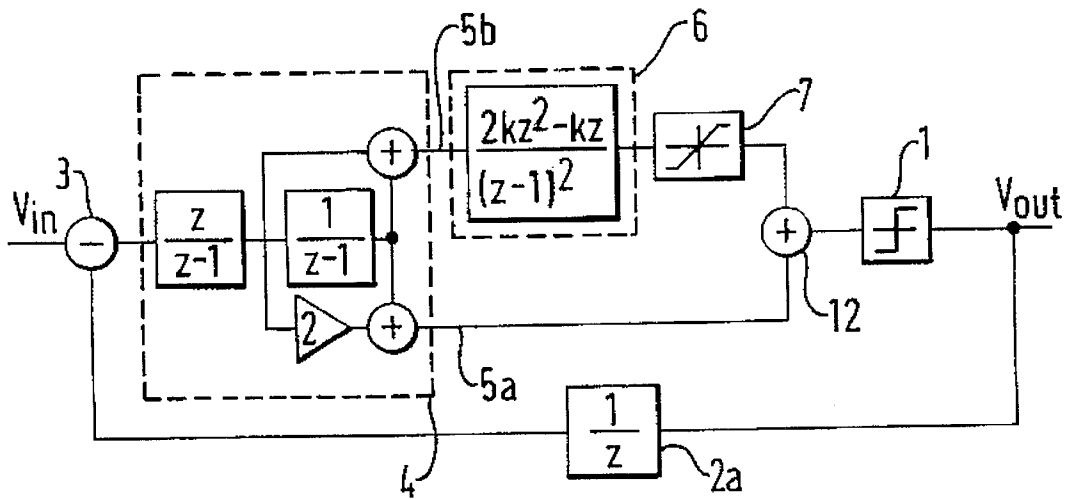 5b
6
7
1
3
V_in
V_out
z
z-1
1
z-1
+
2kz²-kz
(z-1)²
−
+
2
+
12
5a
1
z
4
2a